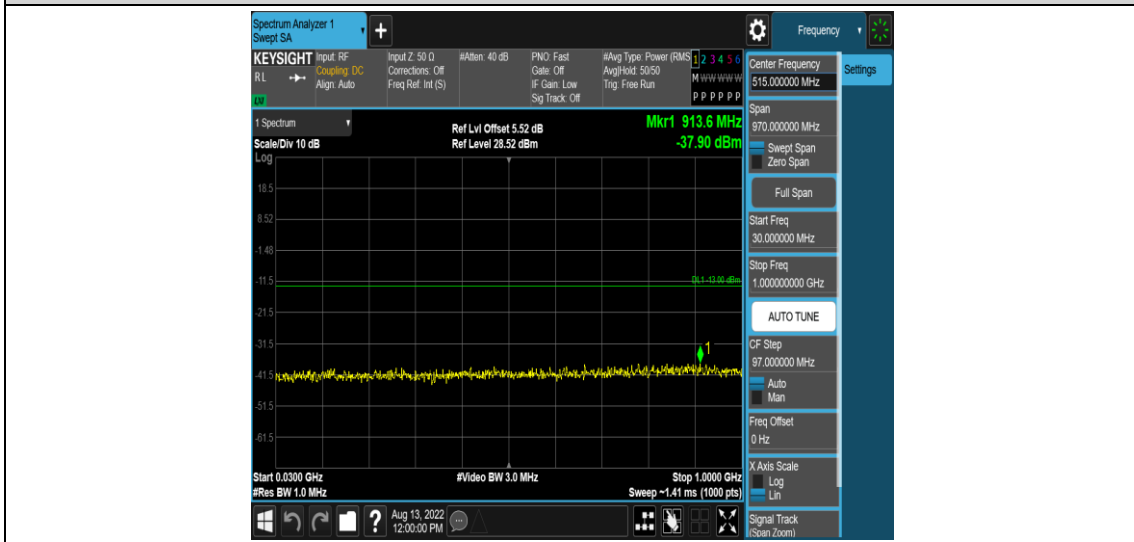 Spectrum Analyzer 1
Swept SA
+
Frequency
KEYSIGHT
RL
LXI
Input: RF
Coupling: DC
Align: Auto
Input Z: 50 Ω
Corrections: Off
Freq Ref: Int (S)
#Atten: 40 dB
PNO: Fast
Gate: Off
IF Gain: Low
Sig Track: Off
#Avg Type: Power (RMS
Avg|Hold: 50/50
Trig: Free Run
1 2 3 4 5 6
M W W W W W
P P P P P P
1 Spectrum
Scale/Div 10 dB
Log
Ref Lvl Offset 5.52 dB
Ref Level 28.52 dBm
Mkr1 913.6 MHz
-37.90 dBm
18.5
8.52
-1.48
-11.5
-21.5
-31.5
-41.5
-51.5
-61.5
DL1 -13.00 dBm
1
Start 0.0300 GHz
#Res BW 1.0 MHz
#Video BW 3.0 MHz
Stop 1.0000 GHz
Sweep ~1.41 ms (1000 pts)
?
Aug 13, 2022
12:00:00 PM
Center Frequency
515.000000 MHz
Settings
Span
970.000000 MHz
Swept Span
Zero Span
Full Span
Start Freq
30.000000 MHz
Stop Freq
1.000000000 GHz
AUTO TUNE
CF Step
97.000000 MHz
Auto
Man
Freq Offset
0 Hz
X Axis Scale
Log
Lin
Signal Track
(Span Zoom)